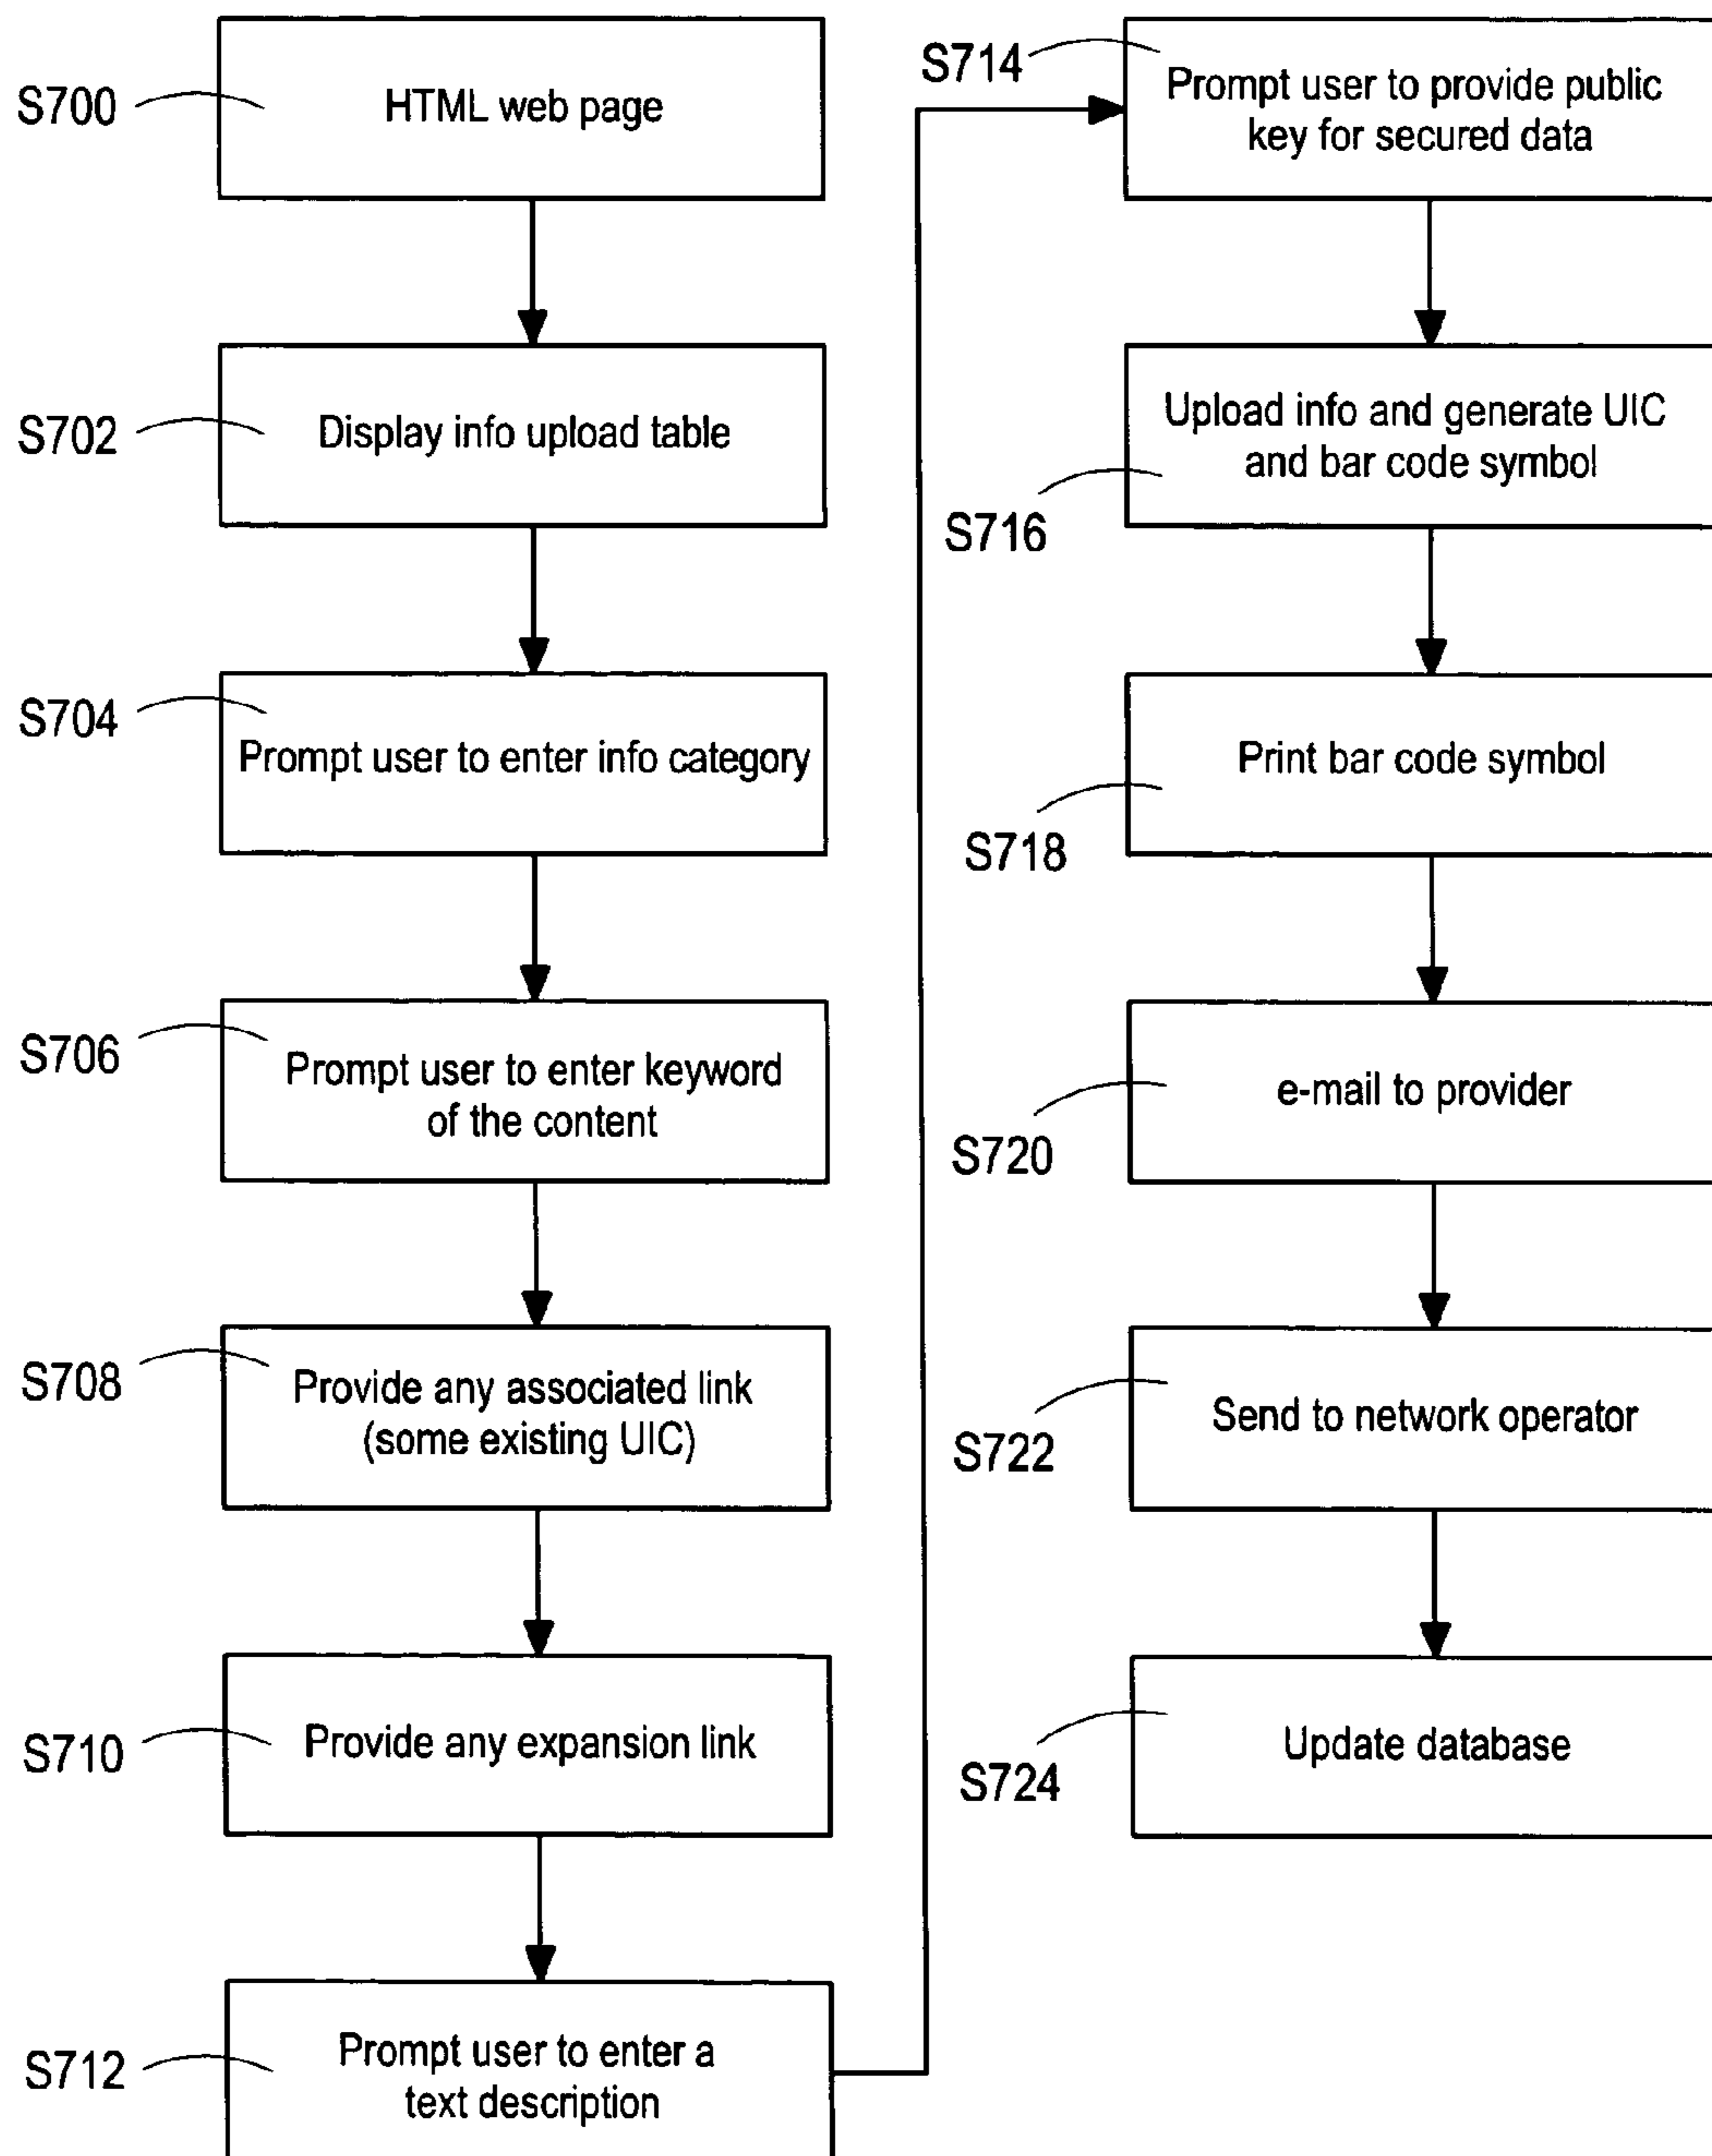 S700
HTML web page
S702
Display info upload table
S704
Prompt user to enter info category
S706
Prompt user to enter keyword
of the content
S708
Provide any associated link
(some existing UIC)
S710
Provide any expansion link
S712
Prompt user to enter a
text description
S714
Prompt user to provide public
key for secured data
S716
Upload info and generate UIC
and bar code symbol
S718
Print bar code symbol
S720
e-mail to provider
S722
Send to network operator
S724
Update database